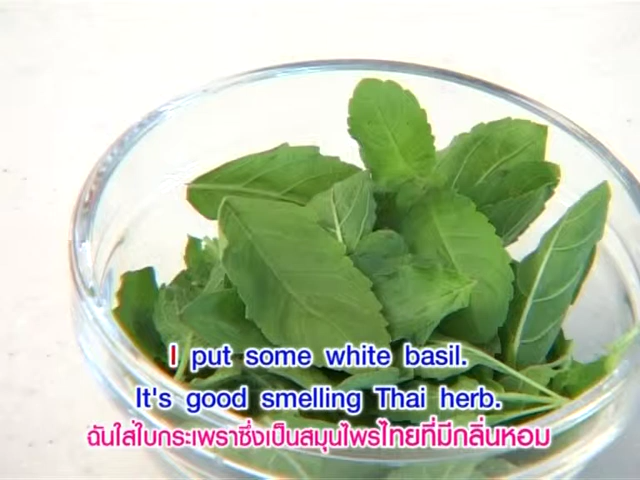 I put some white basil.
It's good smelling Thai herb.
ฉันใส่ใบกระเพราซึ่งเป็นสมุนไพรไทยที่มีกลิ่นหอม